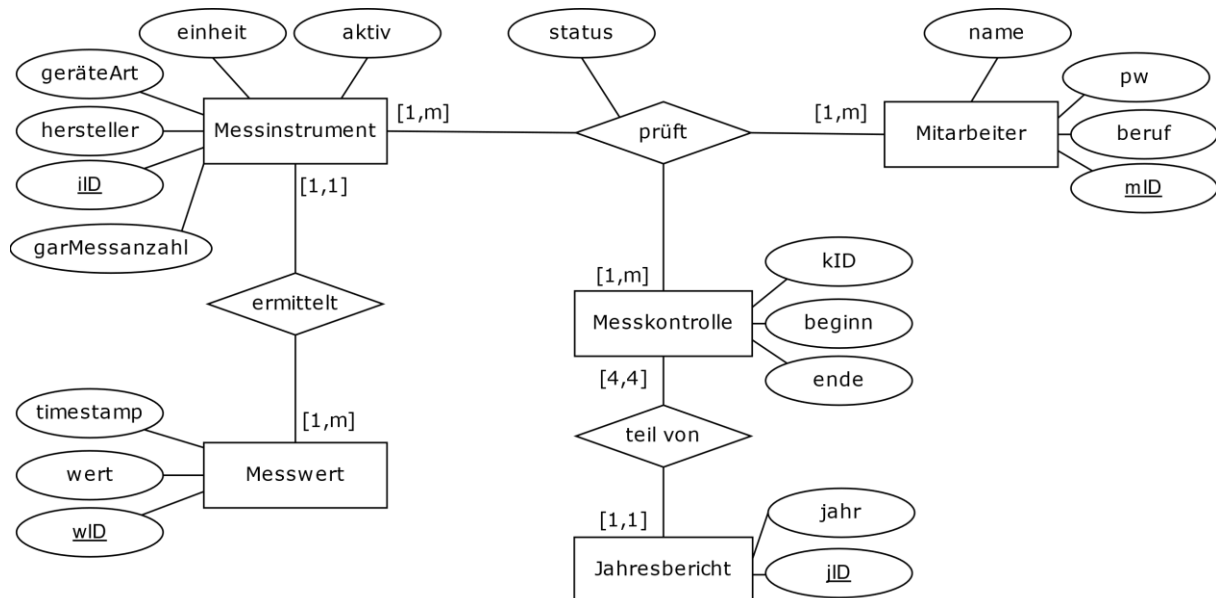 einheit
aktiv
status
name
geräteArt
pw
hersteller
Messinstrument
[1,m]
prüft
[1,m]
Mitarbeiter
beruf
iID
[1,1]
mID
garMessanzahl
kID
[1,m]
ermittelt
Messkontrolle
beginn
[4,4]
ende
timestamp
[1,m]
teil von
wert
Messwert
wID
[1,1]
jahr
Jahresbericht
jID